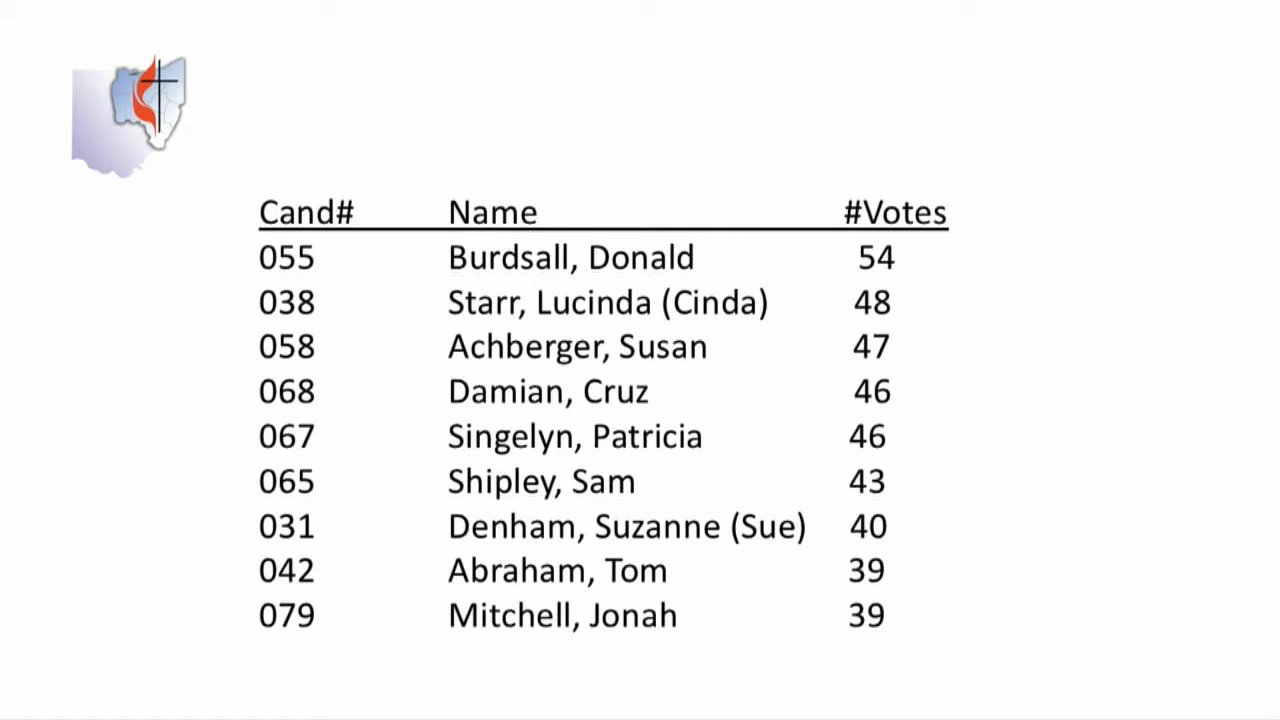 Cand# Name #Votes
055 Burdsall, Donald 54
038 Starr, Lucinda (Cinda) 48
058 Achberger, Susan 47
068 Damian, Cruz 46
067 Singelyn, Patricia 46
065 Shipley, Sam 43
031 Denham, Suzanne (Sue) 40
042 Abraham, Tom 39
079 Mitchell, Jonah 39